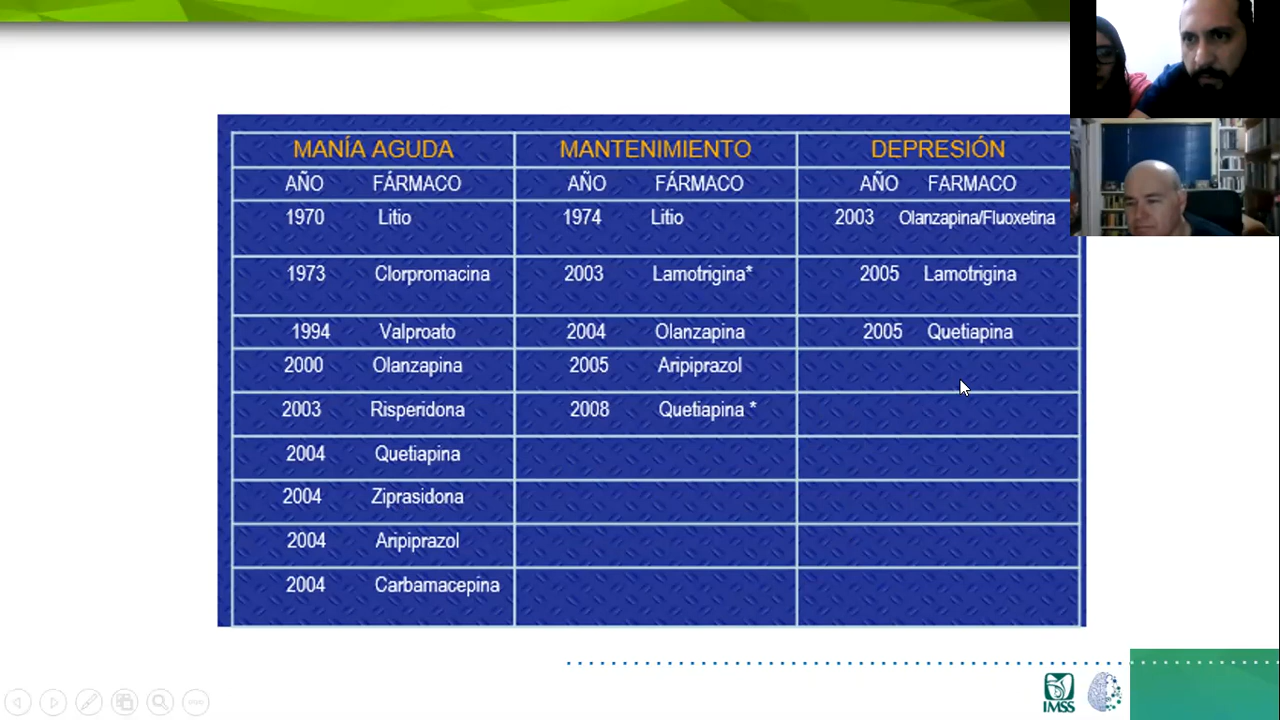 MANÍA AGUDA MANTENIMIENTO DEPRESIÓN
AÑO FÁRMACO AÑO FÁRMACO AÑO FARMACO
1970 Litio 1974 Litio 2003 Olanzapina/Fluoxetina
1973 Clorpromacina 2003 Lamotrigina* 2005 Lamotrigina
1994 Valproato 2004 Olanzapina 2005 Quetiapina
2000 Olanzapina 2005 Aripiprazol
2003 Risperidona 2008 Quetiapina *
2004 Quetiapina
2004 Ziprasidona
2004 Aripiprazol
2004 Carbamacepina
IMSS